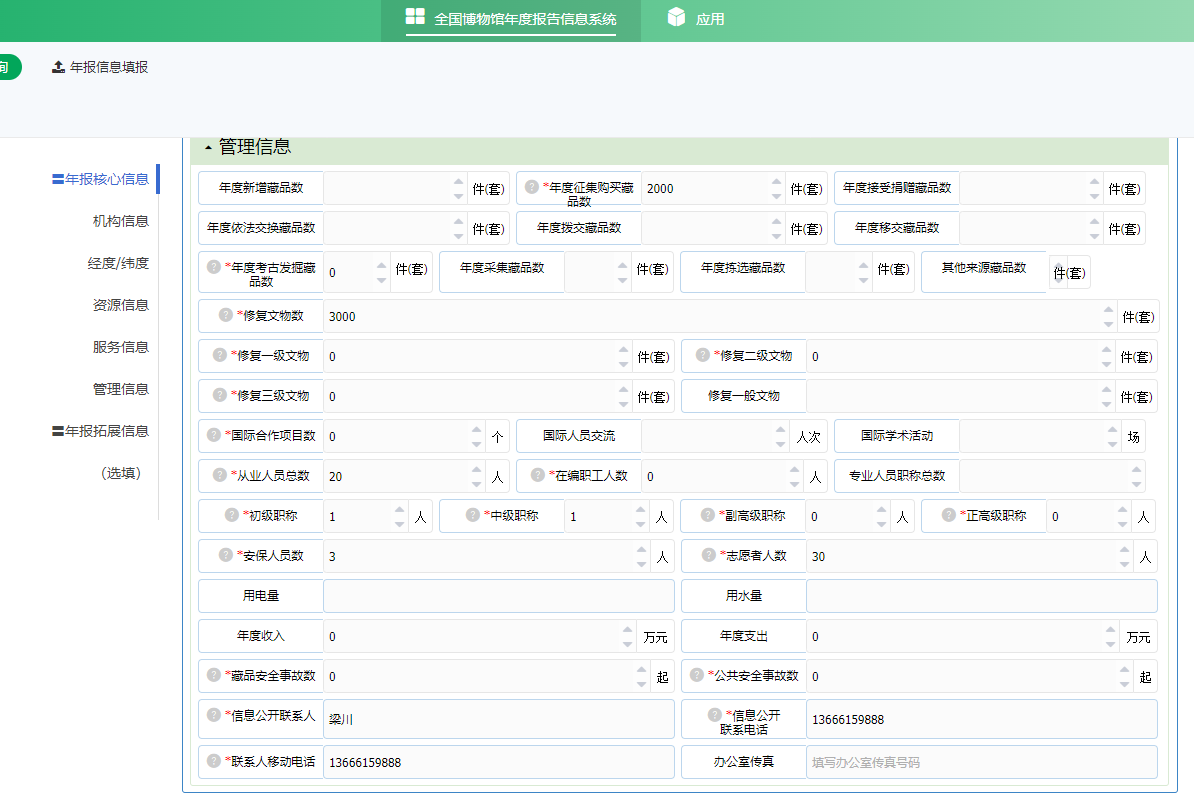 全国博物馆年度报告信息系统 应用
询 年报信息填报
管理信息
年报核心信息
机构信息
经度/纬度
资源信息
服务信息
管理信息
年报拓展信息
（选填）
年度新增藏品数 件(套) *年度征集购买藏品数 2000 件(套) 年度接受捐赠藏品数 件(套)
年度依法交换藏品数 件(套) 年度拨交藏品数 件(套) 年度移交藏品数 件(套)
*年度考古发掘藏品数 0 件(套) 年度采集藏品数 件(套) 年度拣选藏品数 件(套) 其他来源藏品数 件(套)
*修复文物数 3000 件(套)
*修复一级文物 0 件(套) *修复二级文物 0 件(套)
*修复三级文物 0 件(套) 修复一般文物 件(套)
*国际合作项目数 0 个 国际人员交流 人次 国际学术活动 场
*从业人员总数 20 人 *在编职工人数 0 人 专业人员职称总数
*初级职称 1 人 *中级职称 1 人 *副高级职称 0 人 *正高级职称 0 人
*安保人员数 3 人 *志愿者人数 30 人
用电量 用水量
年度收入 0 万元 年度支出 0 万元
*藏品安全事故数 0 起 *公共安全事故数 0 起
*信息公开联系人 梁川 *信息公开联系电话 13666159888
*联系人移动电话 13666159888 办公室传真 填写办公室传真号码